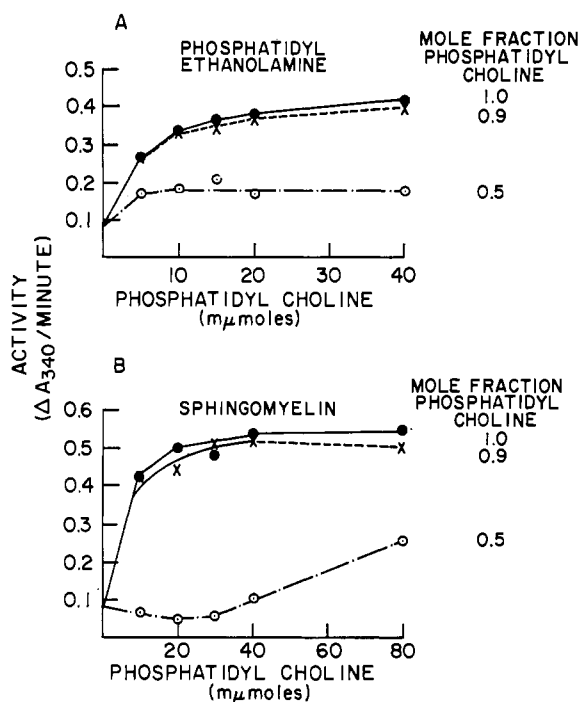 A
PHOSPHATIDYL
ETHANOLAMINE
MOLE FRACTION
PHOSPHATIDYL
CHOLINE
1.0
0.9
0.5
0.5
0.4
0.3
0.2
0.1
10
20
30
40
PHOSPHATIDYL CHOLINE
(mμmoles)
ACTIVITY
(ΔA340/MINUTE)
B
SPHINGOMYELIN
MOLE FRACTION
PHOSPHATIDYL
CHOLINE
1.0
0.9
0.5
0.6
0.5
0.4
0.3
0.2
0.1
20
40
60
80
PHOSPHATIDYL CHOLINE
(mμmoles)